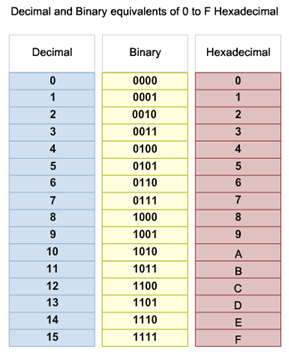 Decimal and Binary equivalents of 0 to F Hexadecimal
Decimal Binary Hexadecimal
0 0000 0
1 0001 1
2 0010 2
3 0011 3
4 0100 4
5 0101 5
6 0110 6
7 0111 7
8 1000 8
9 1001 9
10 1010 A
11 1011 B
12 1100 C
13 1101 D
14 1110 E
15 1111 F